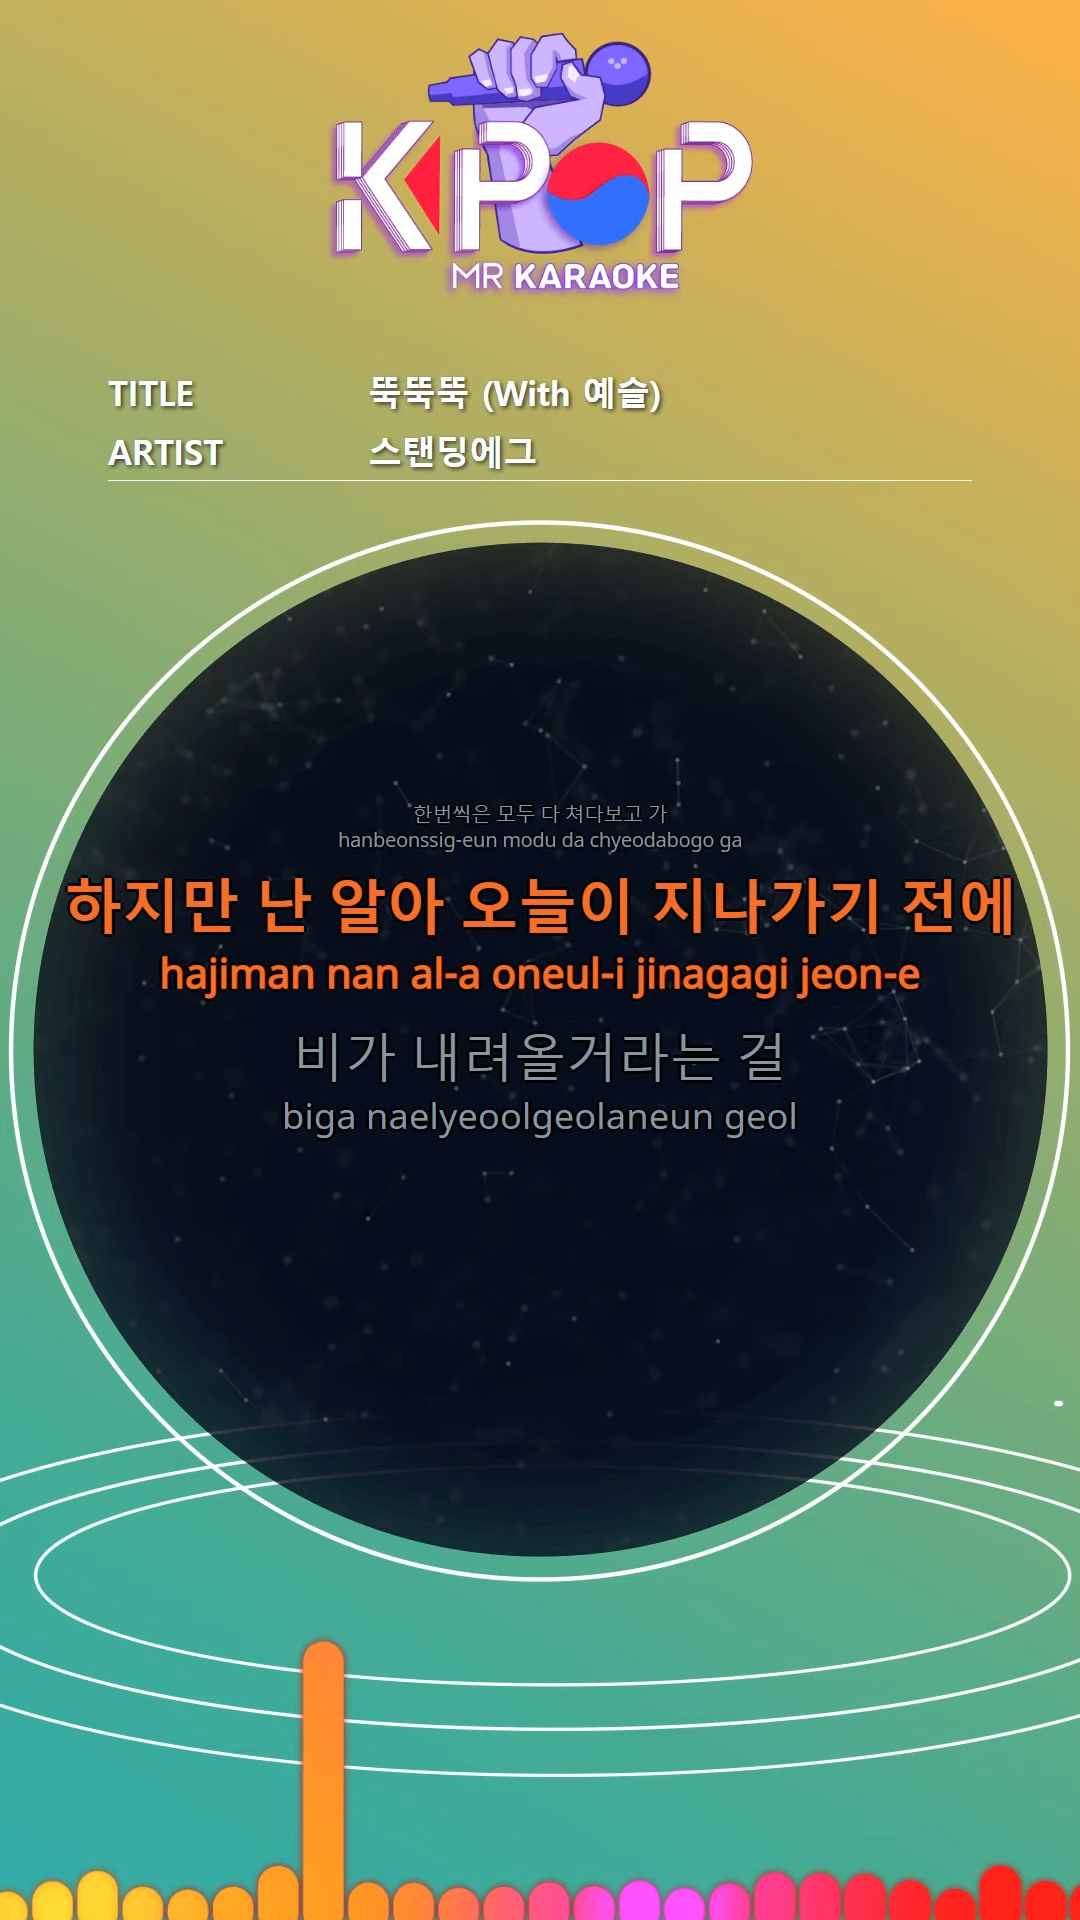 KPOP
MR KARAOKE
TITLE 뚝뚝뚝 (With 예슬)
ARTIST 스탠딩에그
한번씩은 모두 다 쳐다보고 가
hanbeonssig-eun modu da chyeodabogo ga
하지만 난 알아 오늘이 지나가기 전에
hajiman nan al-a oneul-i jinagagi jeon-e
비가 내려올거라는 걸
biga naelyeoolgeolaneun geol